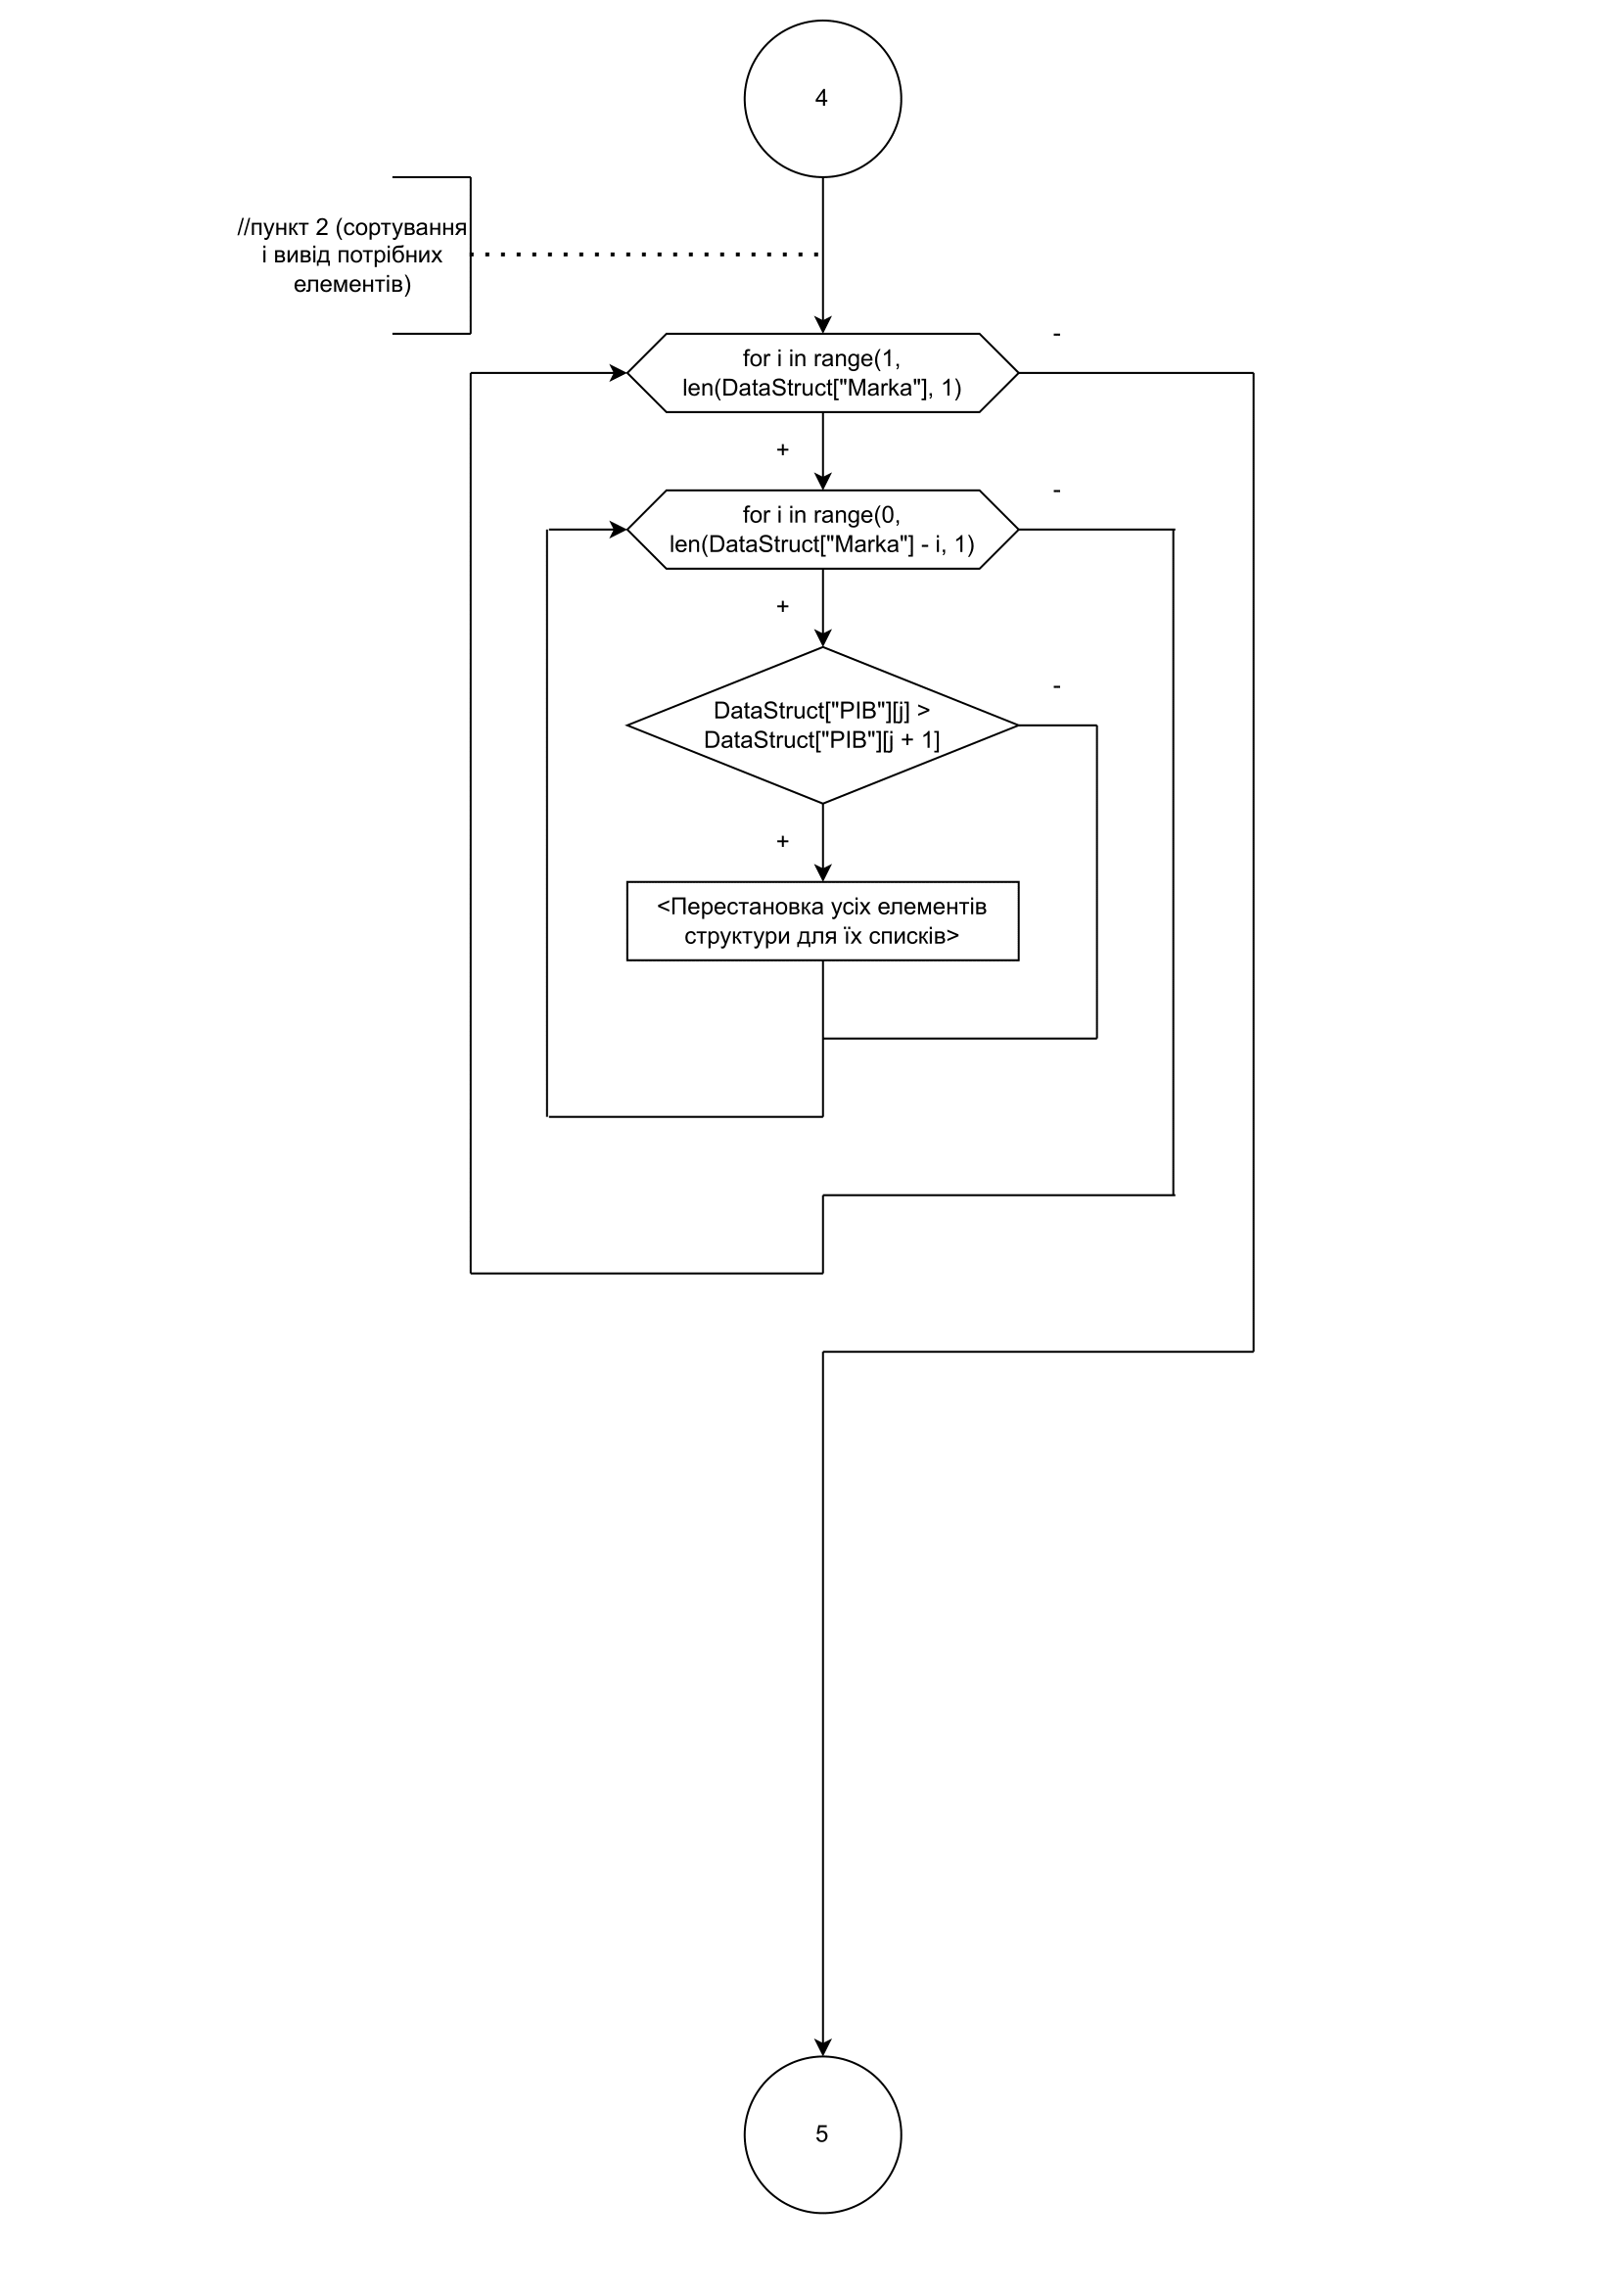 4
//пункт 2 (сортування
і вивід потрібних
елементів)
-
for i in range(1,
len(DataStruct["Marka"], 1)
+
-
for i in range(0,
len(DataStruct["Marka"] - i, 1)
+
-
DataStruct["PIB"][j] >
DataStruct["PIB"][j + 1]
+
<Перестановка усіх елементів
структури для їх списків>
5